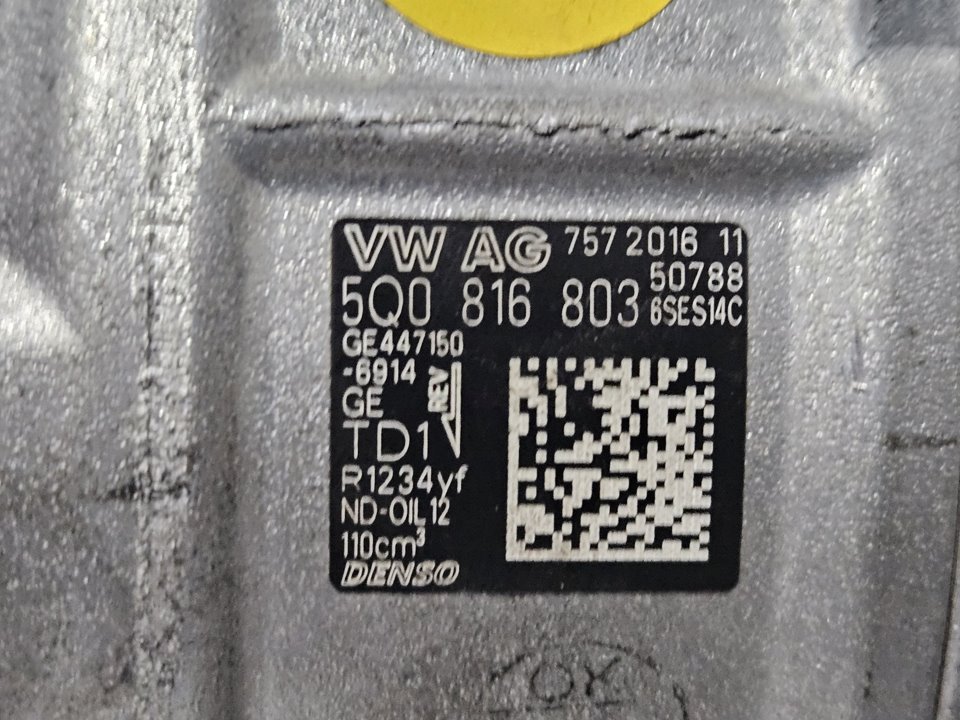 VW AG 757 2016 11
50788
5Q0 816 803 6SES14C
GE447150
-6914
REV
GE
TD1
R1234yf
ND-OIL12
110cm³
DENSO